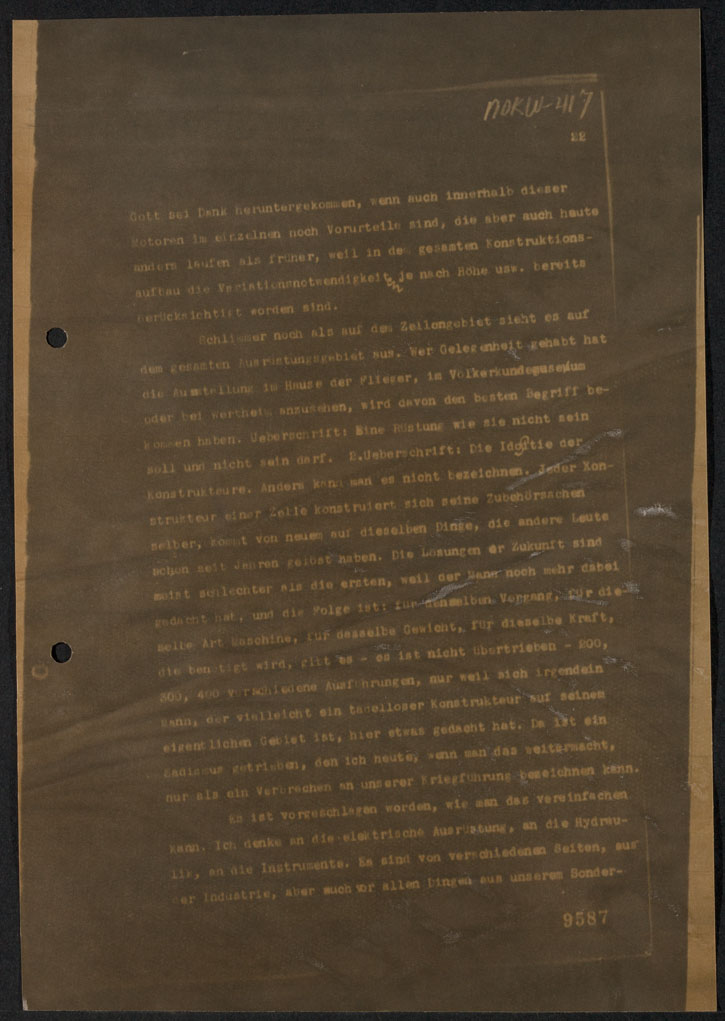 NOKW-417
22
Gott sei Dank heruntergekommen, wenn auch innerhalb dieser
Motoren im einzelnen noch Vorurteile sind, die aber auch heute
anders laufen als früher, weil in dem gesamten Konstruktions-
aufbau die Variationsnotwendigkeiten je nach Höhe usw. bereits
berücksichtigt worden sind.
Schlimmer noch als auf dem Zellengebiet sieht es auf
dem gesamten Ausrüstungsgebiet aus. Wer Gelegenheit gehabt hat
die Ausstellung im Hause der Flieger, im Völkerkundemuseium
oder bei Wertheim anzusehen, wird davon den besten Begriff be-
kommen haben. Ueberschrift: Eine Rüstung wie sie nicht sein
soll und nicht sein darf. 2.Ueberschrift: Die Idiotie der
Konstrukteure. Anders kann man es nicht bezeichnen. Jeder Kon-
strukteur einer Zelle konstruiert sich seine Zubehörsachen
selber, kommt von neuem auf dieselben Dinge, die andere Leute
schon seit Jahren gelöst haben. Die Lösungen der Zukunft sind
meist schlechter als die ersten, weil der Mann noch mehr dabei
gedacht hat, und die Folge ist: für denselben Vorgang, für die-
selbe Art Maschine, für dasselbe Gewicht, für dieselbe Kraft,
die benötigt wird, gibt es - es ist nicht übertrieben - 200,
300, 400 verschiedene Ausführungen, nur weil sich irgendein
Mann, der vielleicht ein tadelloser Konstrukteur auf seinem
eigentlichen Gebiet ist, hier etwas gedacht hat. Da ist ein
Sadismus getrieben, den ich heute, wenn man das weitermacht,
nur als ein Verbrechen an unserer Kriegführung bezeichnen kann.
Es ist vorgeschlagen worden, wie man das vereinfachen
kann. Ich denke an die elektrische Ausrüstung, an die Hydrau-
lik, an die Instrumente. Es sind von verschiedenen Seiten, aus
der Industrie, aber auch vor allen Dingen aus unserem Sonder-
9587